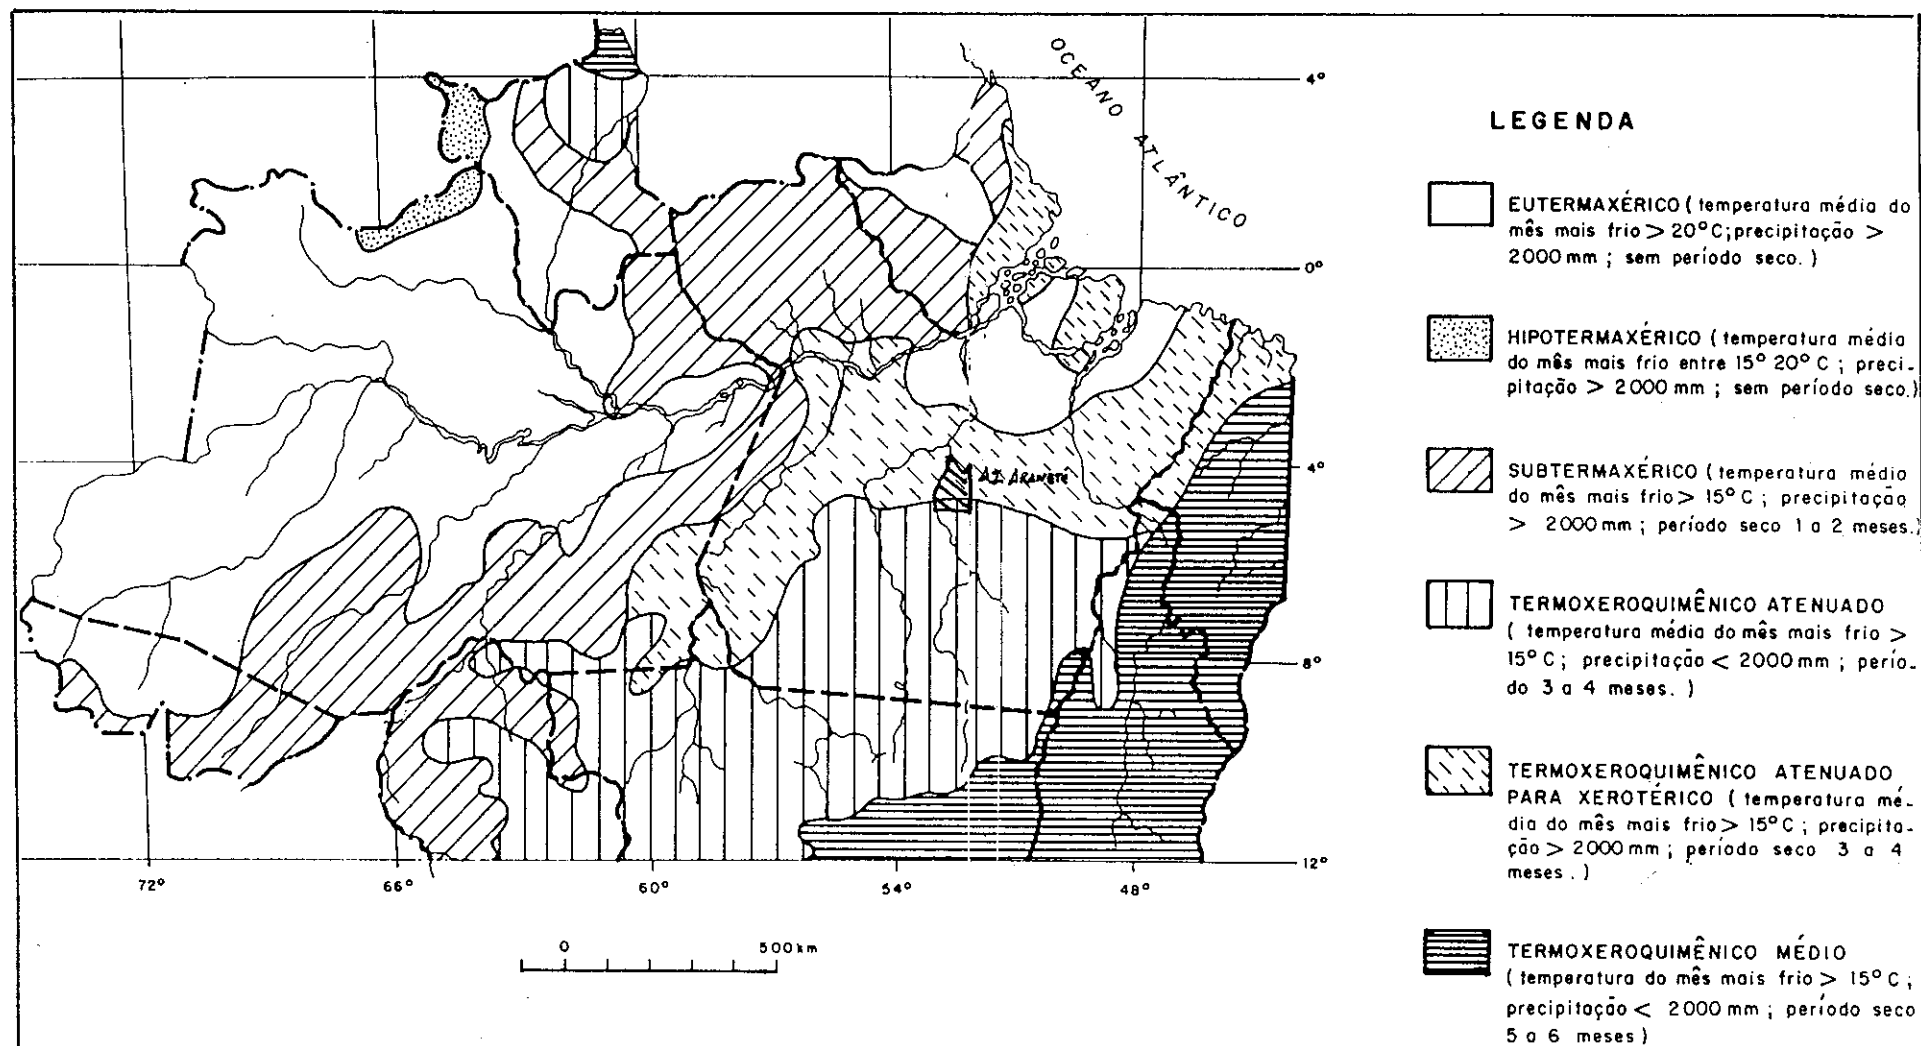 OCEANO ATLÂNTICO
4°
0°
4°
8°
12°
72°
66°
60°
54°
48°
AI ARAWETÉ
0 500km
LEGENDA
EUTERMAXÉRICO ( temperatura média do
mês mais frio > 20°C; precipitação >
2000 mm ; sem período seco. )
HIPOTERMAXÉRICO ( temperatura média
do mês mais frio entre 15° 20° C ; preci-
pitação > 2000 mm ; sem período seco.)
SUBTERMAXÉRICO ( temperatura média
do mês mais frio > 15°C ; precipitação
> 2000 mm ; período seco 1 a 2 meses.)
TERMOXEROQUIMÊNICO ATENUADO
( temperatura média do mês mais frio >
15°C ; precipitação < 2000 mm ; perío-
do 3 a 4 meses. )
TERMOXEROQUIMÊNICO ATENUADO
PARA XEROTÉRICO ( temperatura mé-
dia do mês mais frio > 15°C ; precipita-
ção > 2000 mm ; período seco 3 a 4
meses . )
TERMOXEROQUIMÊNICO MÉDIO
( temperatura do mês mais frio > 15° C ;
precipitação < 2000 mm ; período seco
5 a 6 meses )